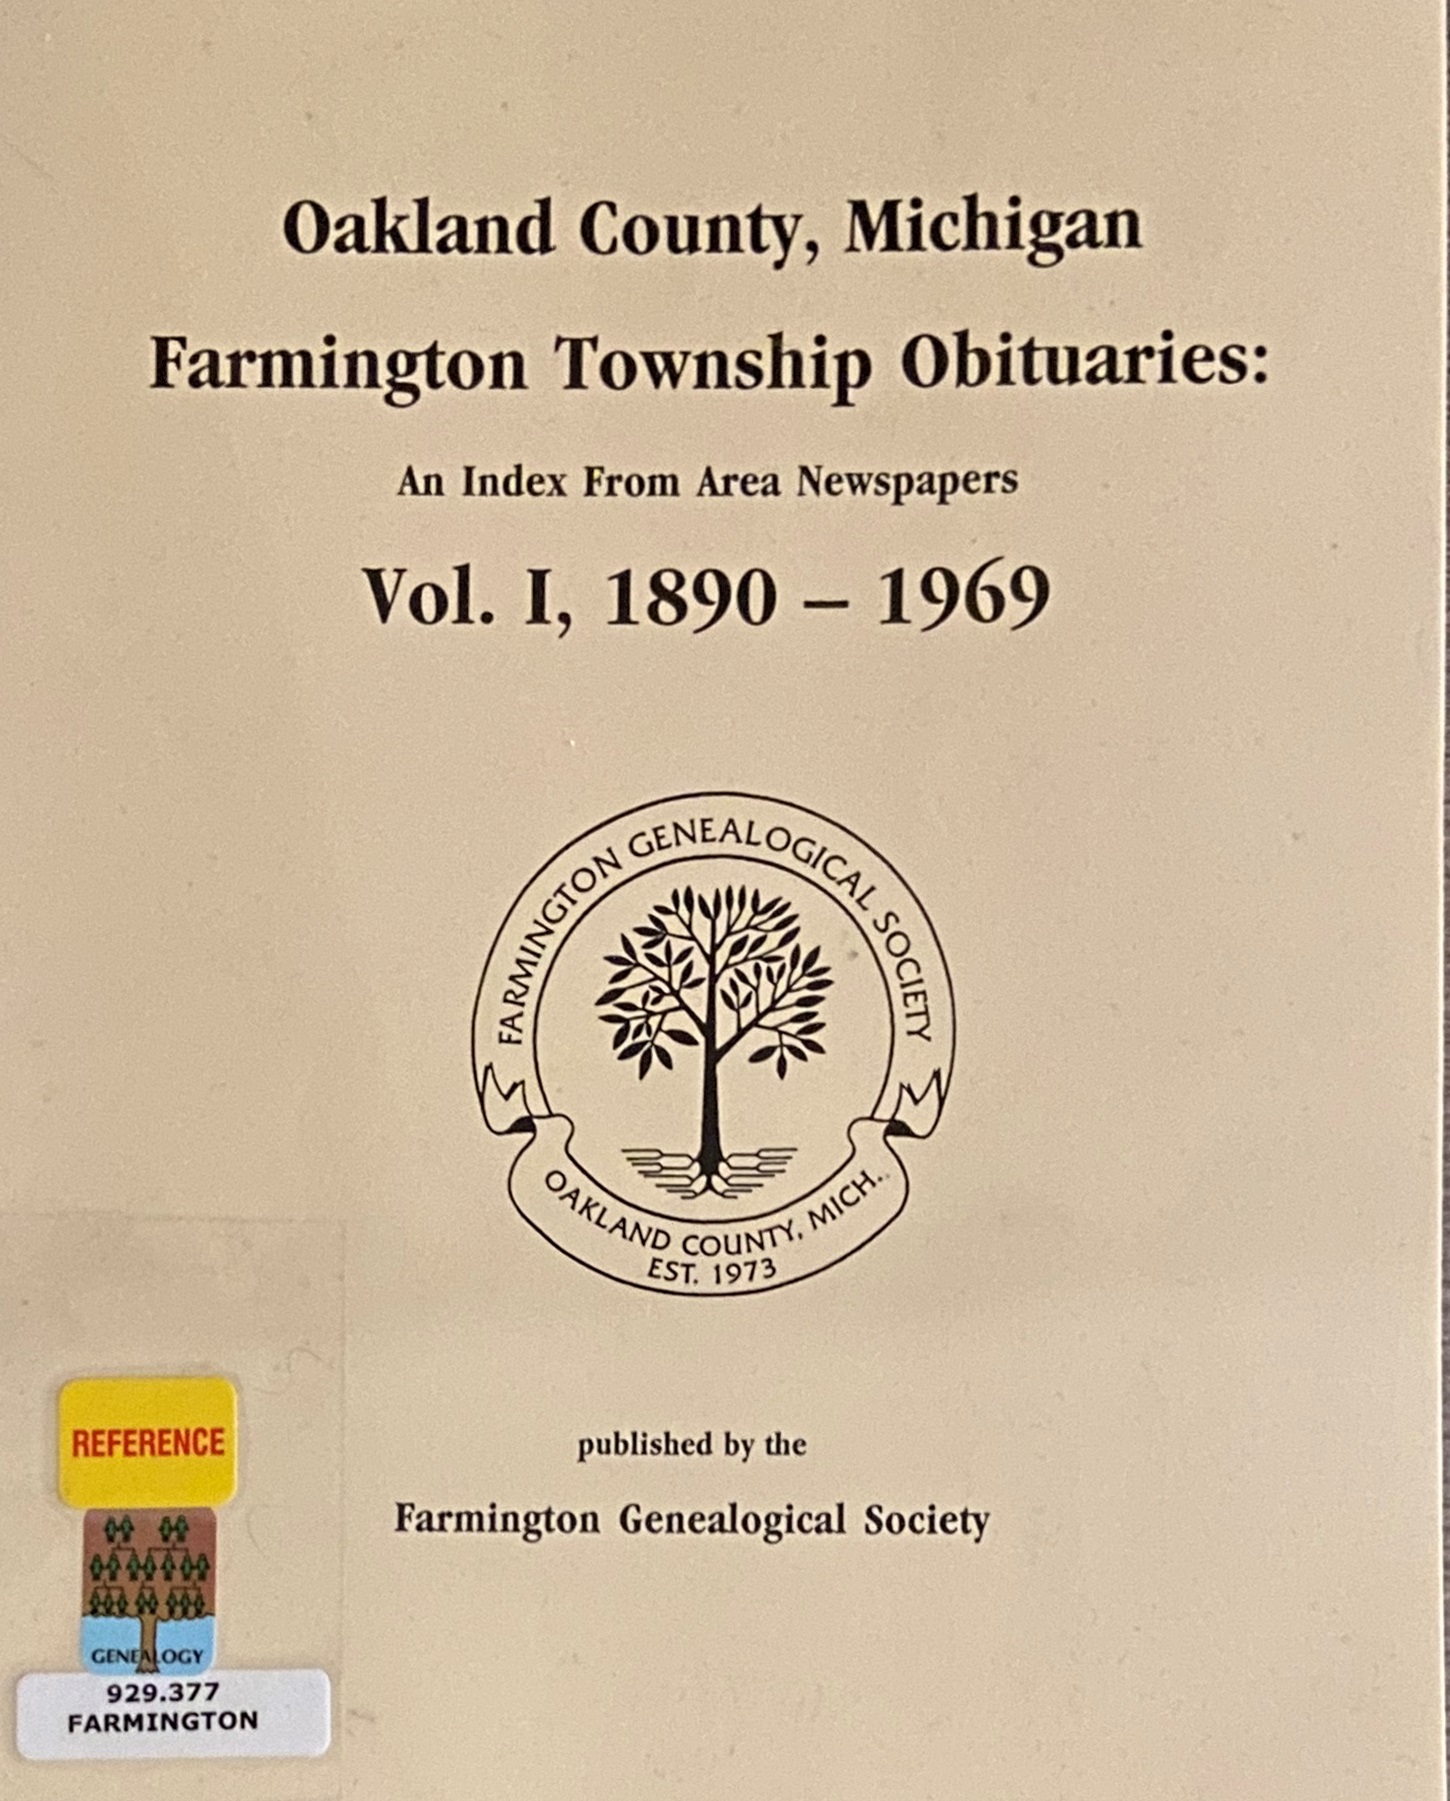 Oakland County, Michigan
Farmington Township Obituaries:
An Index From Area Newspapers
Vol. I, 1890 – 1969
FARMINGTON GENEALOGICAL SOCIETY
OAKLAND COUNTY, MICH.
EST. 1973
published by the
Farmington Genealogical Society
REFERENCE
GENEALOGY
929.377
FARMINGTON